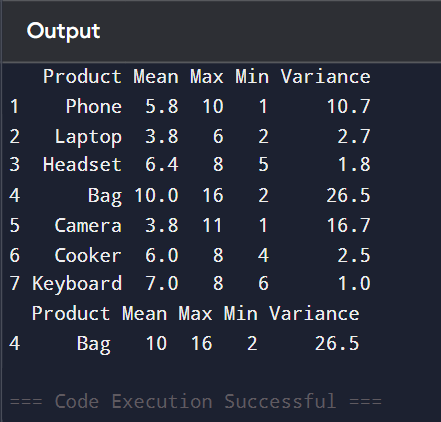 Output
Product Mean Max Min Variance
1 Phone 5.8 10 1 10.7
2 Laptop 3.8 6 2 2.7
3 Headset 6.4 8 5 1.8
4 Bag 10.0 16 2 26.5
5 Camera 3.8 11 1 16.7
6 Cooker 6.0 8 4 2.5
7 Keyboard 7.0 8 6 1.0
Product Mean Max Min Variance
4 Bag 10 16 2 26.5
=== Code Execution Successful ===